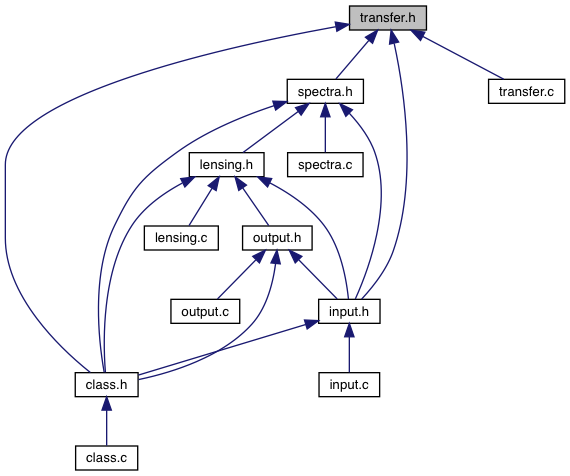 transfer.h
spectra.h
transfer.c
lensing.h
spectra.c
lensing.c
output.h
output.c
input.h
class.h
input.c
class.c